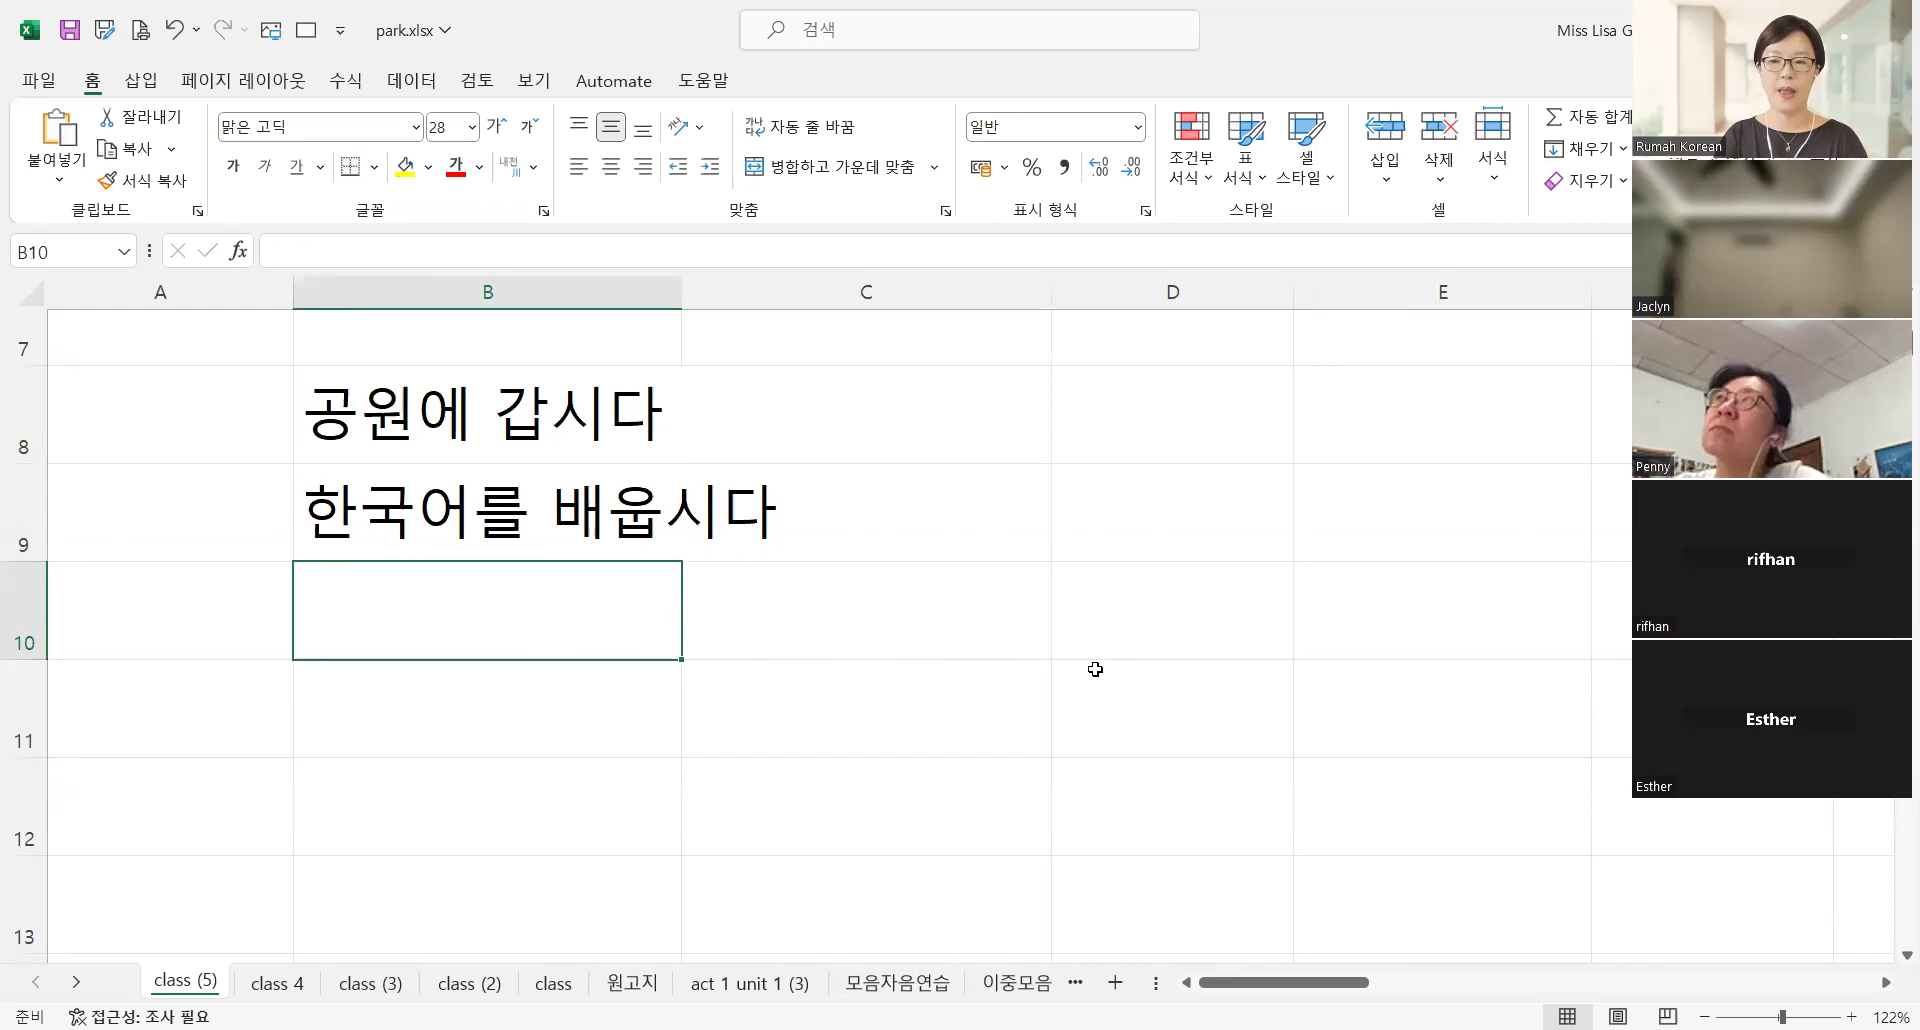 park.xlsx
검색
Miss Lisa G
파일 홈 삽입 페이지 레이아웃 수식 데이터 검토 보기 Automate 도움말
붙여넣기
잘라내기
복사
서식 복사
클립보드
맑은 고딕 28
가 가
가 가 가 가
글꼴
자동 줄 바꿈
병합하고 가운데 맞춤
맞춤
일반
표시 형식
조건부 서식
표 서식
셀 스타일
스타일
삽입
삭제
서식
셀
자동 합계
채우기
지우기
B10
fx
A B C D E
7
8 공원에 갑시다
9 한국어를 배웁시다
10
11
12
13
Rumah Korean
Jaclyn
Penny
rifhan
rifhan
Esther
Esther
class (5) class 4 class (3) class (2) class 원고지 act 1 unit 1 (3) 모음자음연습 이중모음
준비 접근성: 조사 필요
122%